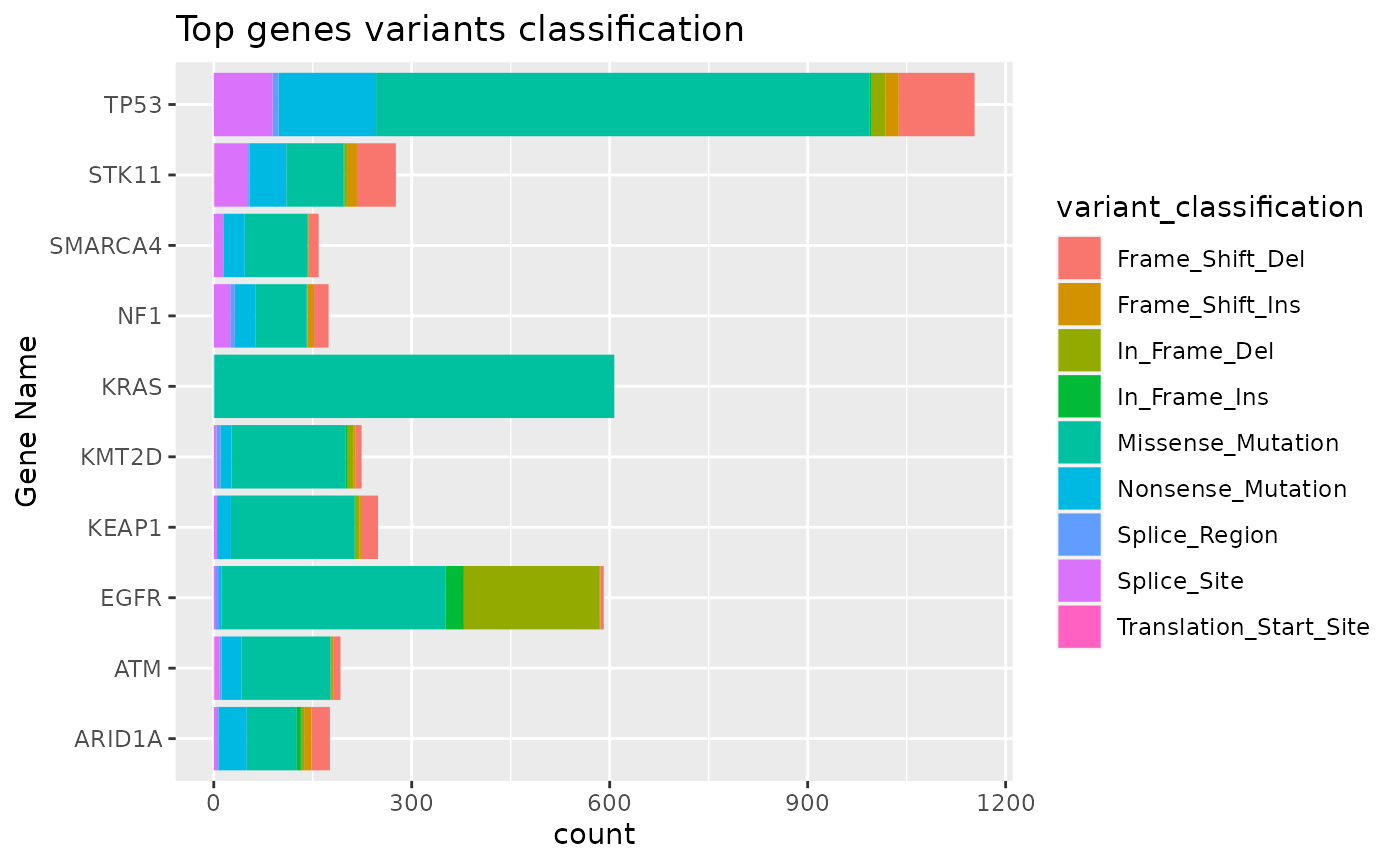 Top genes variants classification
TP53
STK11
SMARCA4
NF1
KRAS
KMT2D
KEAP1
EGFR
ATM
ARID1A
Gene Name
0 300 600 900 1200
count
variant_classification
Frame_Shift_Del
Frame_Shift_Ins
In_Frame_Del
In_Frame_Ins
Missense_Mutation
Nonsense_Mutation
Splice_Region
Splice_Site
Translation_Start_Site